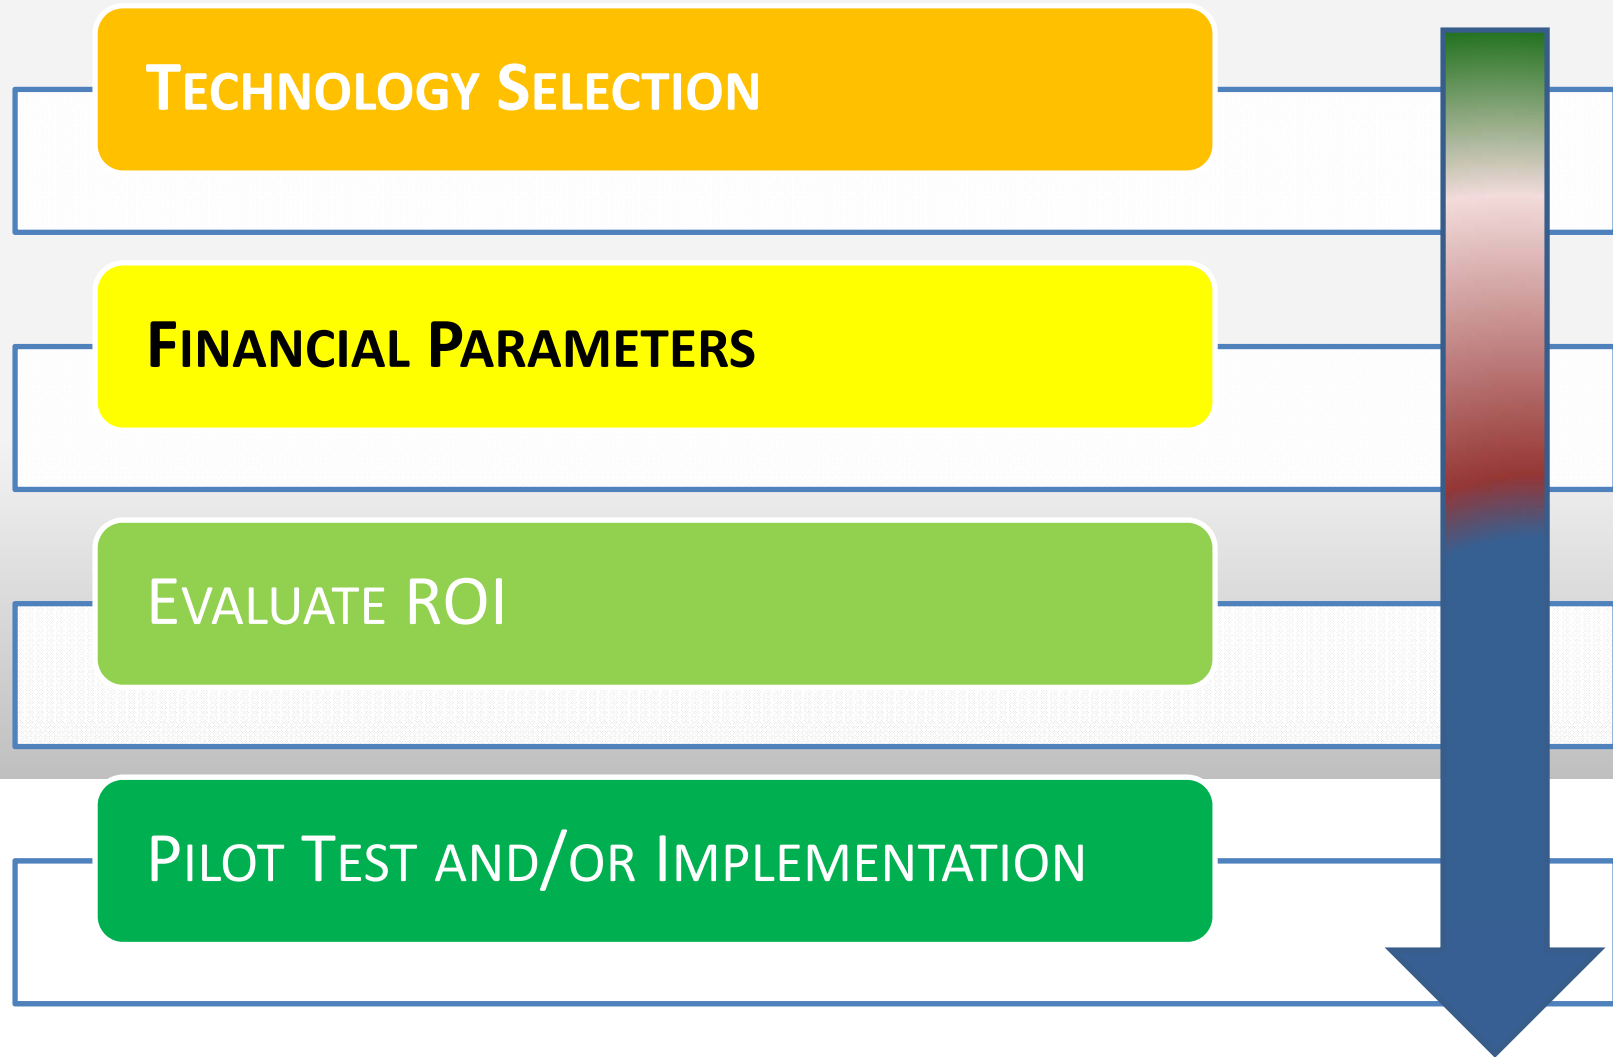 Technology Selection
Financial Parameters
Evaluate ROI
Pilot Test and/or Implementation